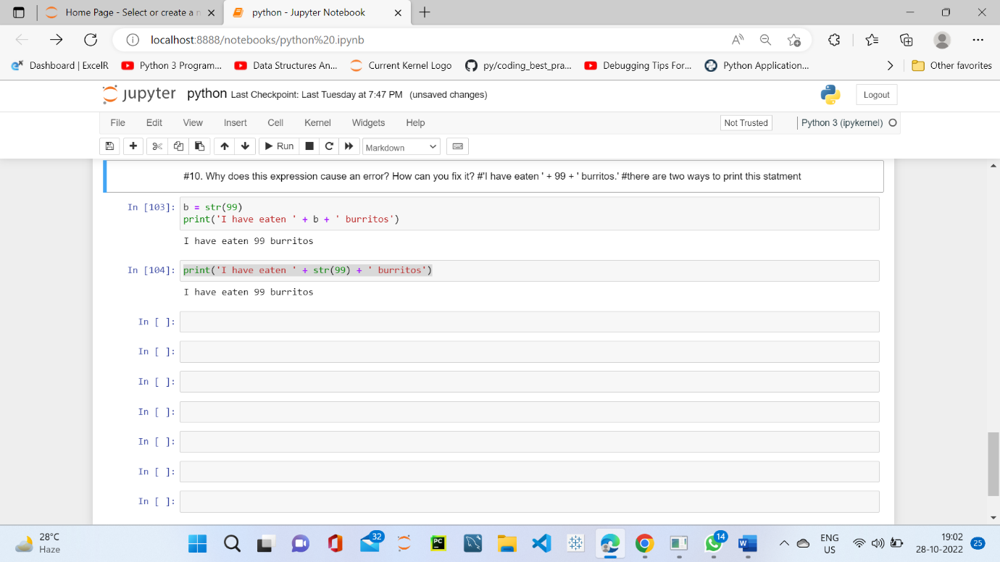 Home Page - Select or create a n
python - Jupyter Notebook
localhost:8888/notebooks/python%20.ipynb
Dashboard | ExcelR
Python 3 Program...
Data Structures An...
Current Kernel Logo
py/coding_best_pra...
Debugging Tips For...
Python Application...
Other favorites
jupyter python Last Checkpoint: Last Tuesday at 7:47 PM (unsaved changes)
Logout
File Edit View Insert Cell Kernel Widgets Help
Not Trusted
Python 3 (ipykernel)
Run
Markdown
#10. Why does this expression cause an error? How can you fix it? #'I have eaten ' + 99 + ' burritos.' #there are two ways to print this statment
In [103]: b = str(99)
print('I have eaten ' + b + ' burritos')
I have eaten 99 burritos
In [104]: print('I have eaten ' + str(99) + ' burritos')
I have eaten 99 burritos
In [ ]:
In [ ]:
In [ ]:
In [ ]:
In [ ]:
In [ ]:
In [ ]:
28°C
Haze
32
PC
14
W
ENG
US
19:02
28-10-2022
25